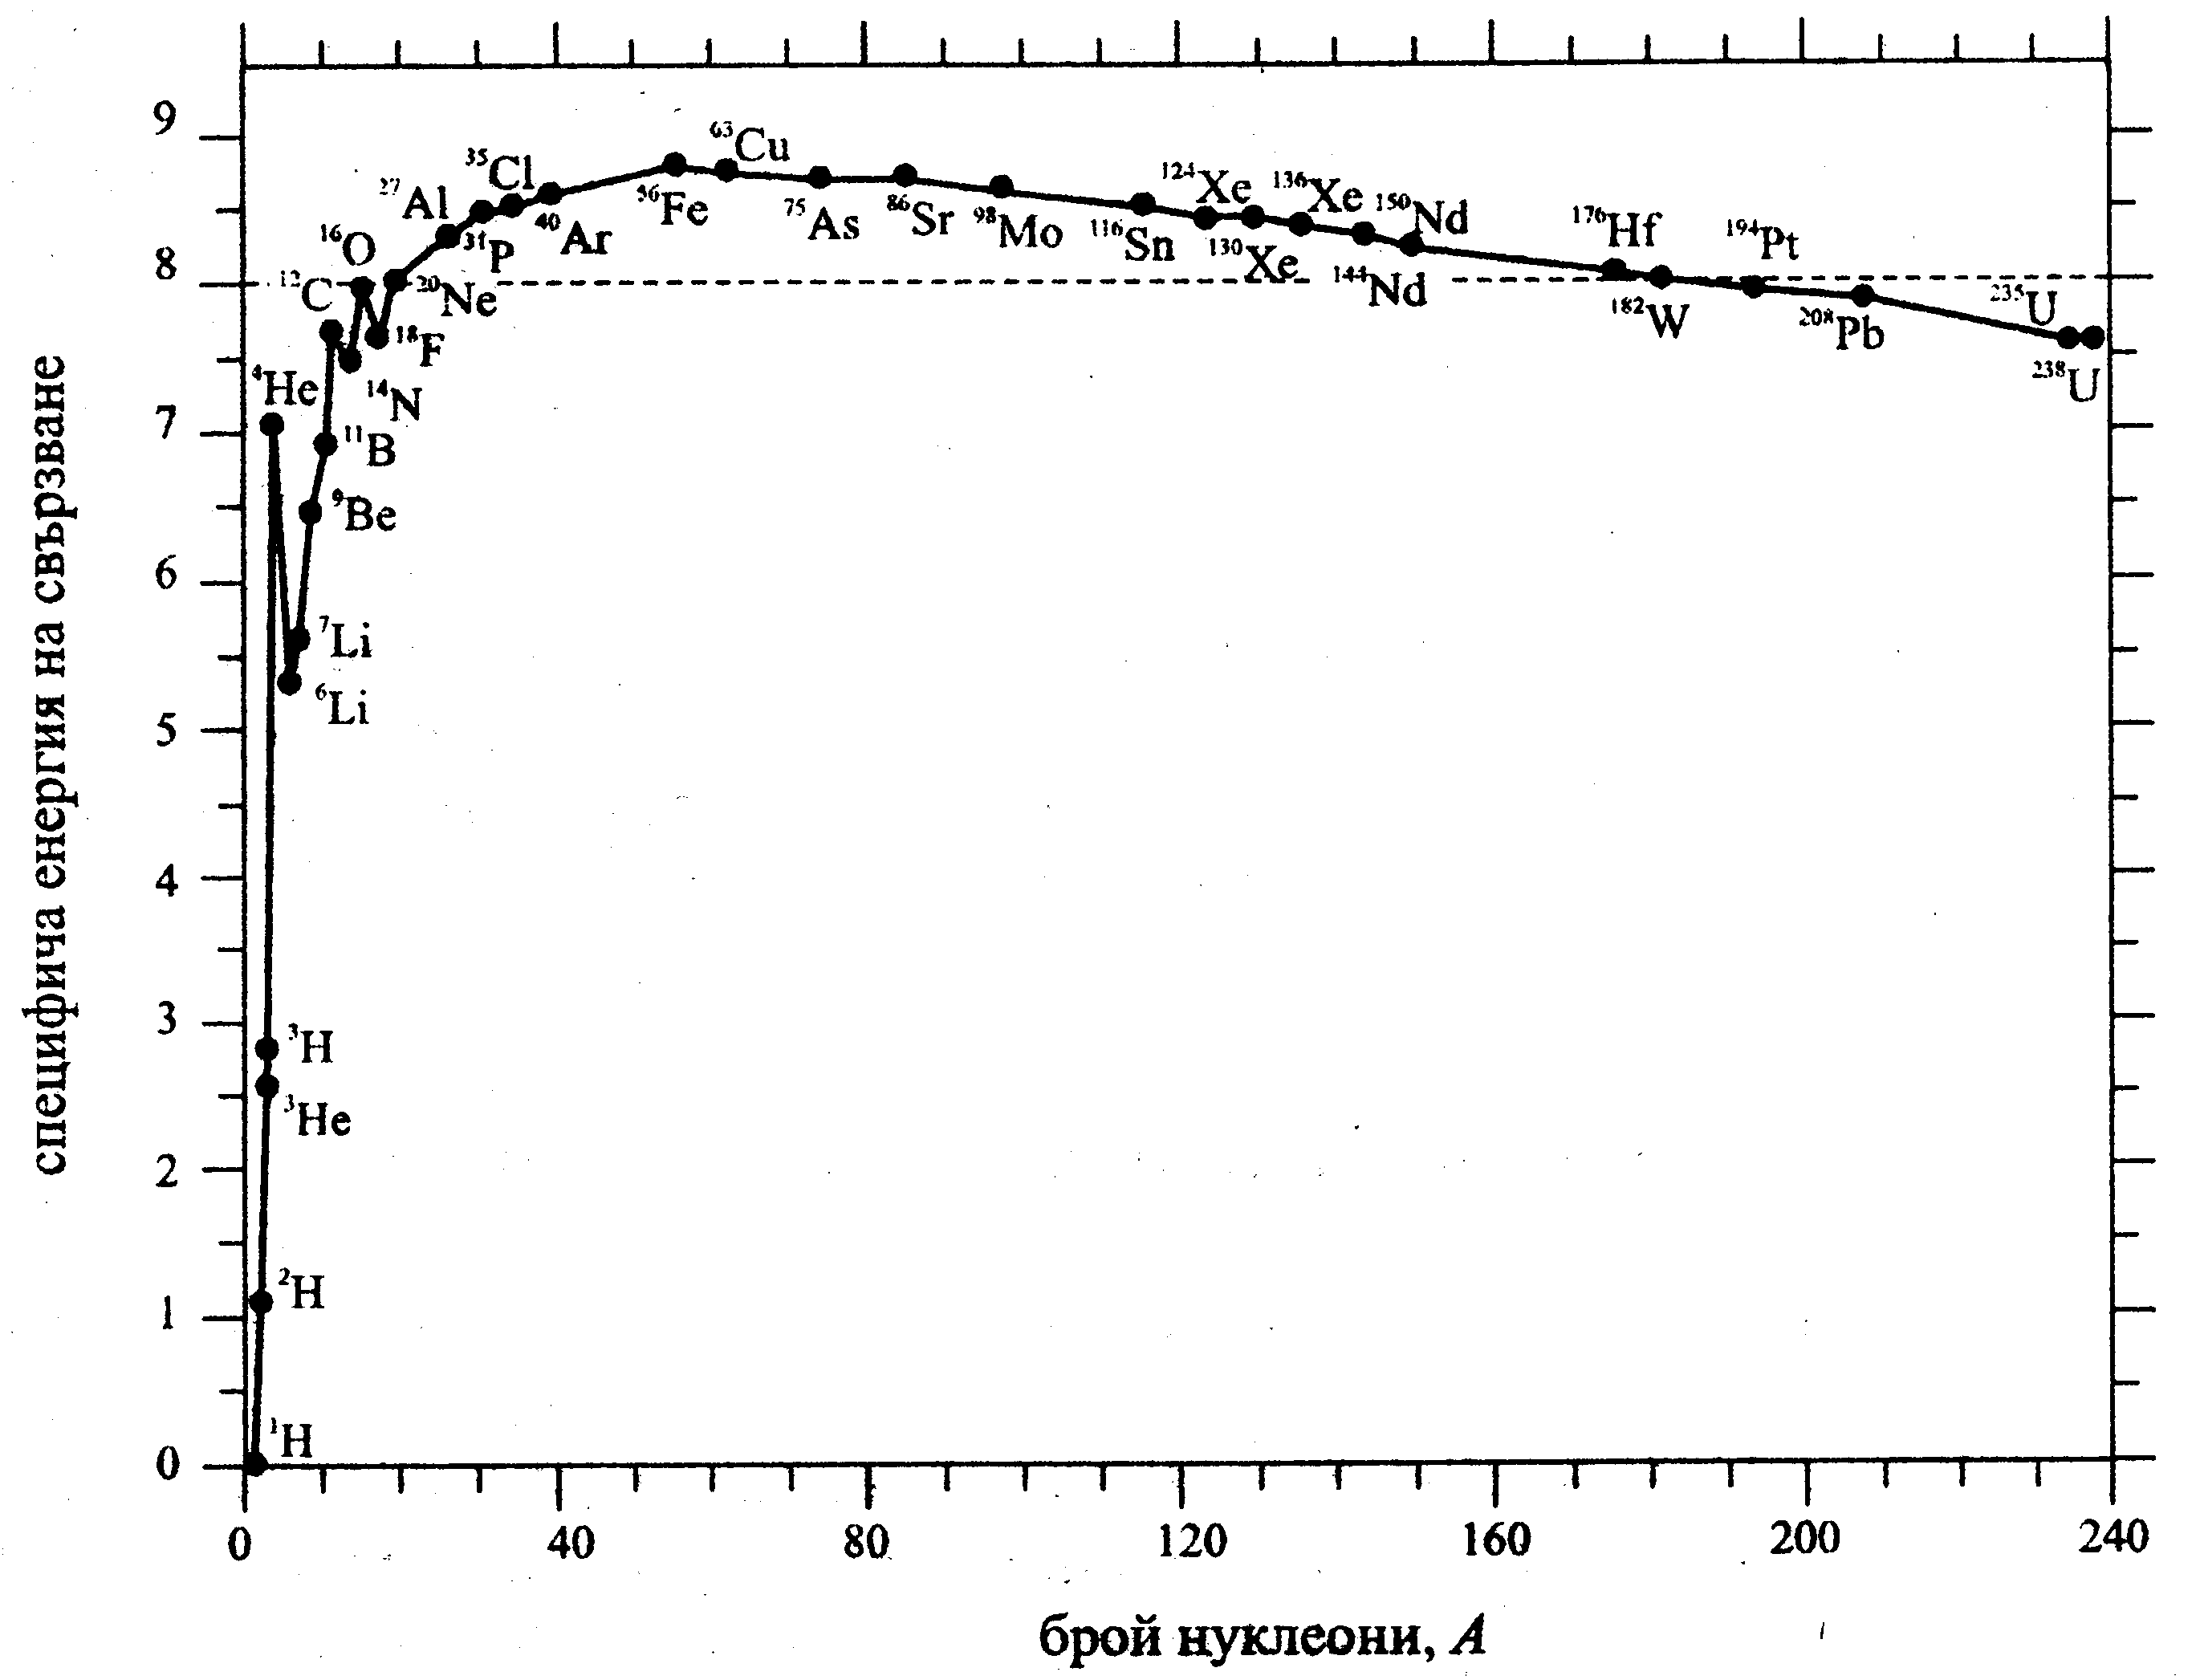 специфича енергия на свързване
9
8
7
6
5
4
3
2
1
0
¹H
²H
³He
³H
⁴He
⁶Li
⁷Li
⁹Be
¹¹B
¹²C
¹⁴N
¹⁶O
¹⁸F
²⁰Ne
²⁷Al
³¹P
³⁵Cl
⁴⁰Ar
⁵⁶Fe
⁶³Cu
⁷⁵As
⁸⁶Sr
⁹⁸Mo
¹¹⁶Sn
¹²⁴Xe
¹³⁰Xe
¹³⁶Xe
¹⁴⁴Nd
¹⁵⁰Nd
¹⁷⁶Hf
¹⁸²W
¹⁹⁴Pt
²⁰⁸Pb
²³⁵U
²³⁸U
0 40 80 120 160 200 240
брой нуклеони, A